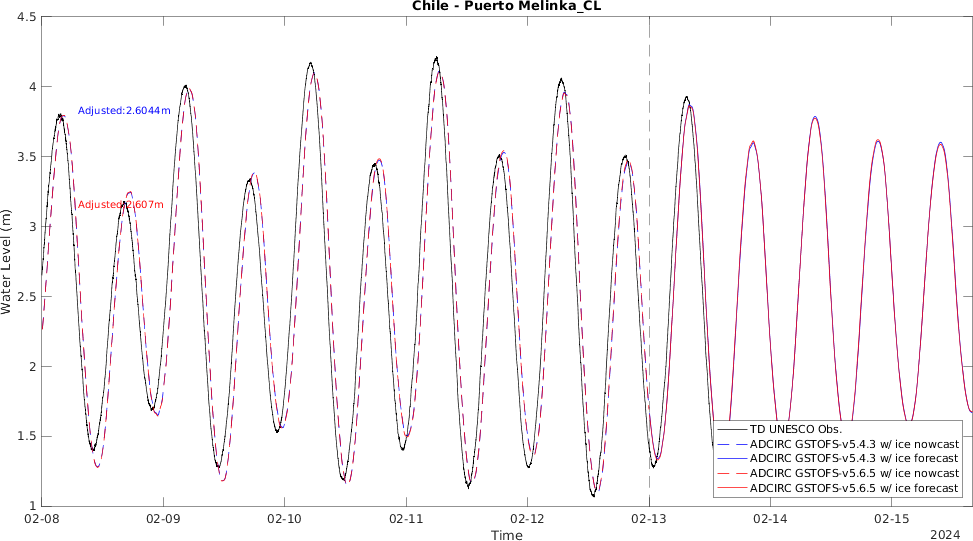 Chile - Puerto Melinka_CL
4.5
4
3.5
3
2.5
2
1.5
1
Water Level (m)
Adjusted:2.6044m
Adjusted:2.607m
TD UNESCO Obs.
ADCIRC GSTOFS-v5.4.3 w/ ice nowcast
ADCIRC GSTOFS-v5.4.3 w/ ice forecast
ADCIRC GSTOFS-v5.6.5 w/ ice nowcast
ADCIRC GSTOFS-v5.6.5 w/ ice forecast
02-08
02-09
02-10
02-11
02-12
02-13
02-14
02-15
Time
2024